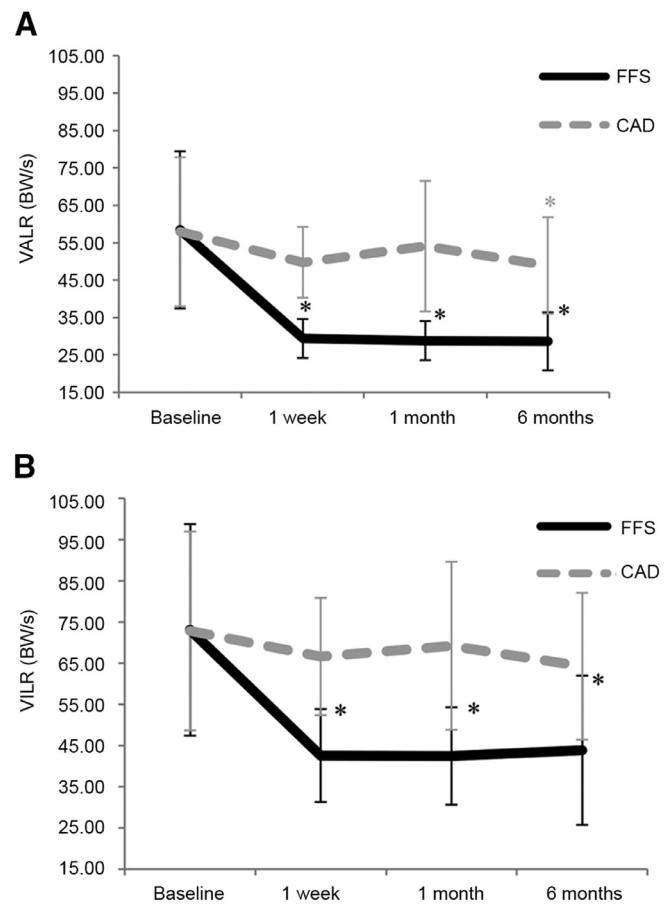 A
VALR (BW/s)
105.00
95.00
85.00
75.00
65.00
55.00
45.00
35.00
25.00
15.00
FFS
CAD
*
* * *
Baseline 1 week 1 month 6 months
B
VILR (BW/s)
105.00
95.00
85.00
75.00
65.00
55.00
45.00
35.00
25.00
15.00
FFS
CAD
* * *
Baseline 1 week 1 month 6 months